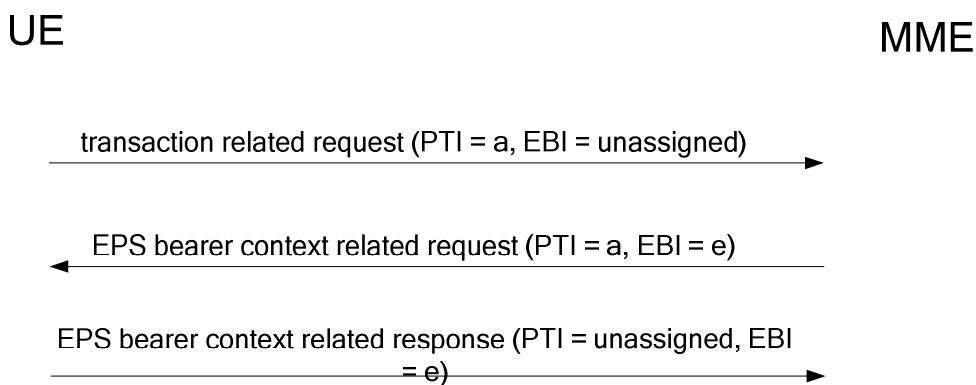 UE
MME
transaction related request (PTI = a, EBI = unassigned)
EPS bearer context related request (PTI = a, EBI = e)
EPS bearer context related response (PTI = unassigned, EBI
= e)